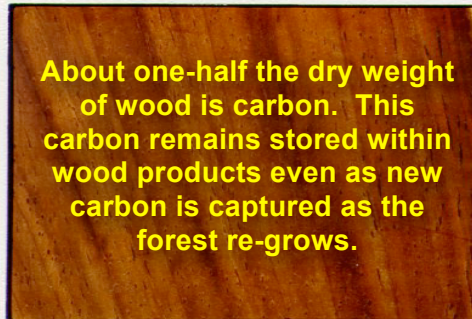 About one-half the dry weight
of wood is carbon.  This
carbon remains stored within
wood products even as new
carbon is captured as the
forest re-grows.